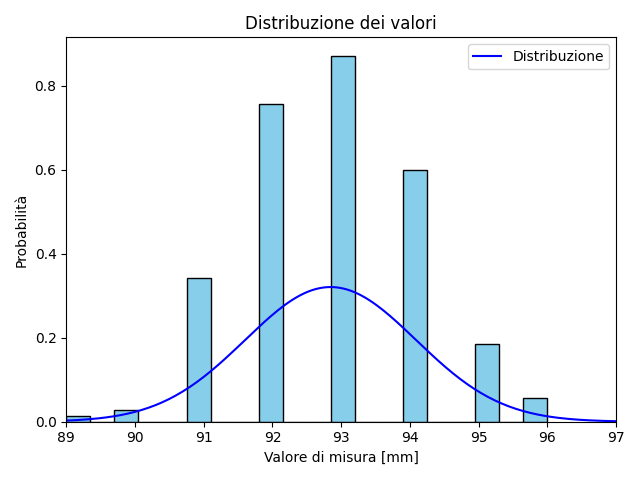 Distribuzione dei valori
Distribuzione
Probabilità
0.8
0.6
0.4
0.2
0.0
89 90 91 92 93 94 95 96 97
Valore di misura [mm]